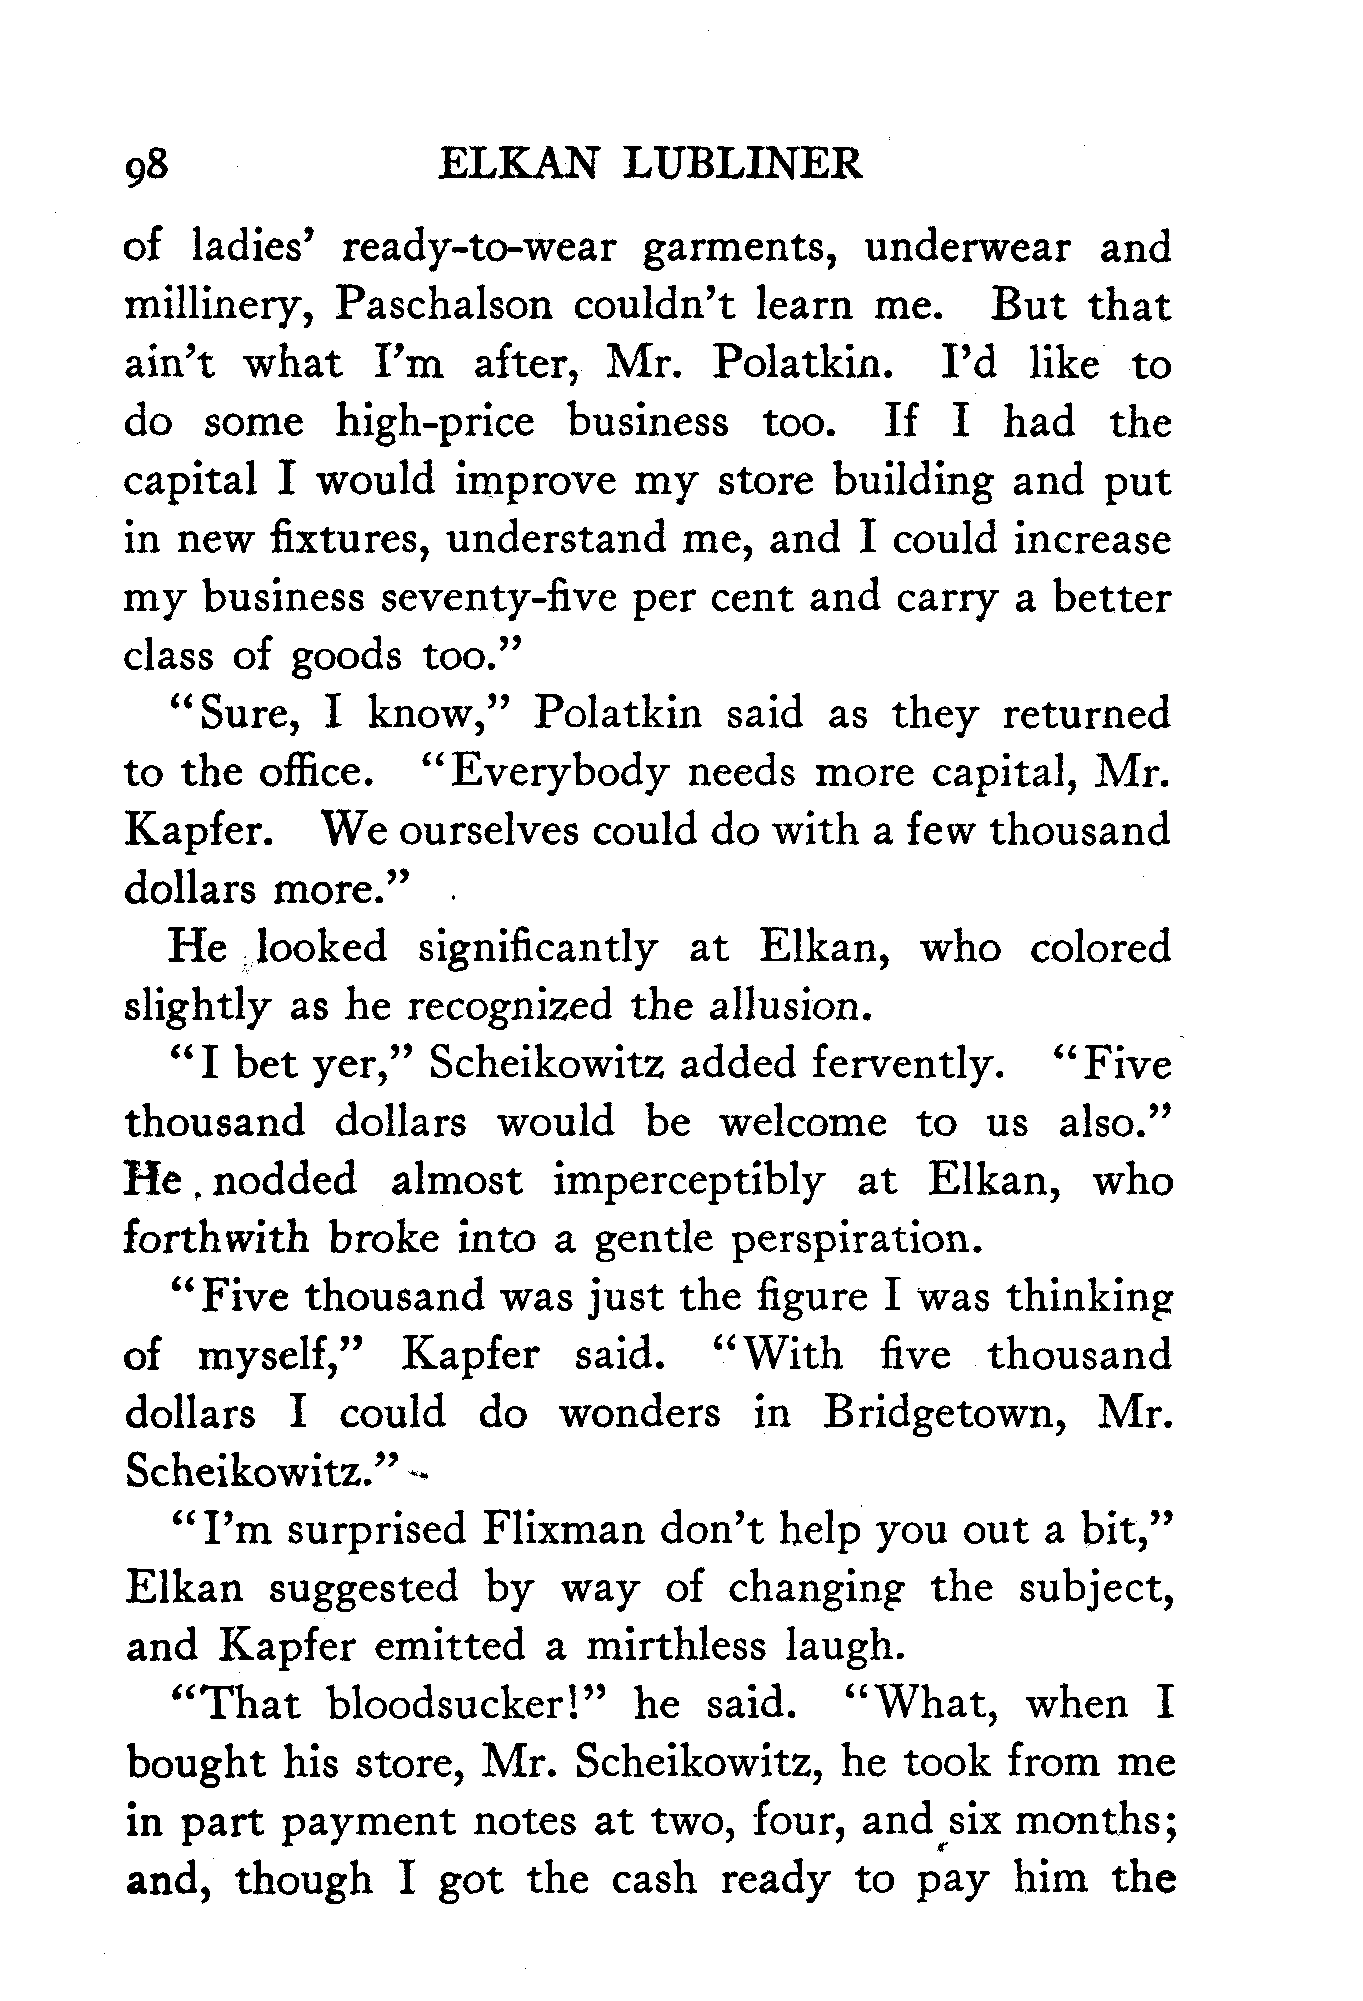 98 ELKAN LUBLINER
of ladies’ ready-to-wear garments, underwear and
millinery, Paschalson couldn’t learn me. But that
ain’t what I’m after, Mr. Polatkin. I’d like to
do some high-price business too. If I had the
capital I would improve my store building and put
in new fixtures, understand me, and I could increase
my business seventy-five per cent and carry a better
class of goods too.”
“Sure, I know,” Polatkin said as they returned
to the office. “Everybody needs more capital, Mr.
Kapfer. We ourselves could do with a few thousand
dollars more.”
He looked significantly at Elkan, who colored
slightly as he recognized the allusion.
“I bet yer,” Scheikowitz added fervently. “Five
thousand dollars would be welcome to us also.”
He nodded almost imperceptibly at Elkan, who
forthwith broke into a gentle perspiration.
“Five thousand was just the figure I was thinking
of myself,” Kapfer said. “With five thousand
dollars I could do wonders in Bridgetown, Mr.
Scheikowitz.”
“I’m surprised Flixman don’t help you out a bit,”
Elkan suggested by way of changing the subject,
and Kapfer emitted a mirthless laugh.
“That bloodsucker!” he said. “What, when I
bought his store, Mr. Scheikowitz, he took from me
in part payment notes at two, four, and six months;
and, though I got the cash ready to pay him the